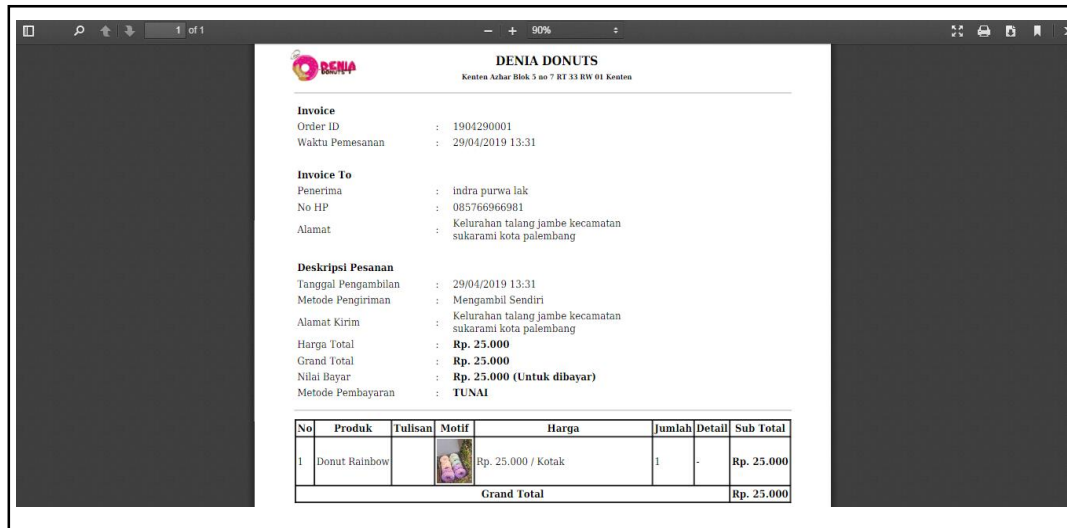 1 of 1
90%
DENIA
DONUTS
DENIA DONUTS
Kenten Azhar Blok 5 no 7 RT 33 RW 01 Kenten
Invoice
Order ID : 1904290001
Waktu Pemesanan : 29/04/2019 13:31
Invoice To
Penerima : indra purwa lak
No HP : 085766966981
Alamat : Kelurahan talang jambe kecamatan
sukarami kota palembang
Deskripsi Pesanan
Tanggal Pengambilan : 29/04/2019 13:31
Metode Pengiriman : Mengambil Sendiri
Alamat Kirim : Kelurahan talang jambe kecamatan
sukarami kota palembang
Harga Total : Rp. 25.000
Grand Total : Rp. 25.000
Nilai Bayar : Rp. 25.000 (Untuk dibayar)
Metode Pembayaran : TUNAI
No Produk Tulisan Motif Harga Jumlah Detail Sub Total
1 Donut Rainbow Rp. 25.000 / Kotak 1 - Rp. 25.000
Grand Total Rp. 25.000